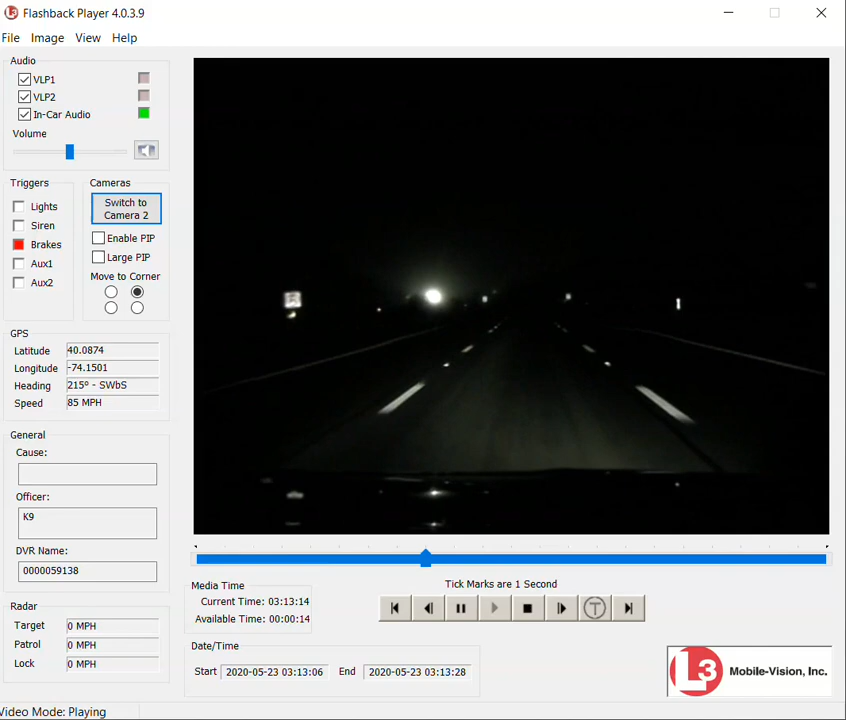 L3 Flashback Player 4.0.3.9
File Image View Help
Audio
VLP1
VLP2
In-Car Audio
Volume
Triggers
Lights
Siren
Brakes
Aux1
Aux2
Cameras
Switch to
Camera 2
Enable PIP
Large PIP
Move to Corner
GPS
Latitude 40.0874
Longitude -74.1501
Heading 215º - SWbS
Speed 85 MPH
General
Cause:
Officer:
K9
DVR Name:
0000059138
Radar
Target 0 MPH
Patrol 0 MPH
Lock 0 MPH
Tick Marks are 1 Second
Media Time
Current Time: 03:13:14
Available Time: 00:00:14
T
Date/Time
Start 2020-05-23 03:13:06 End 2020-05-23 03:13:28
L3 Mobile-Vision, Inc.
Video Mode: Playing